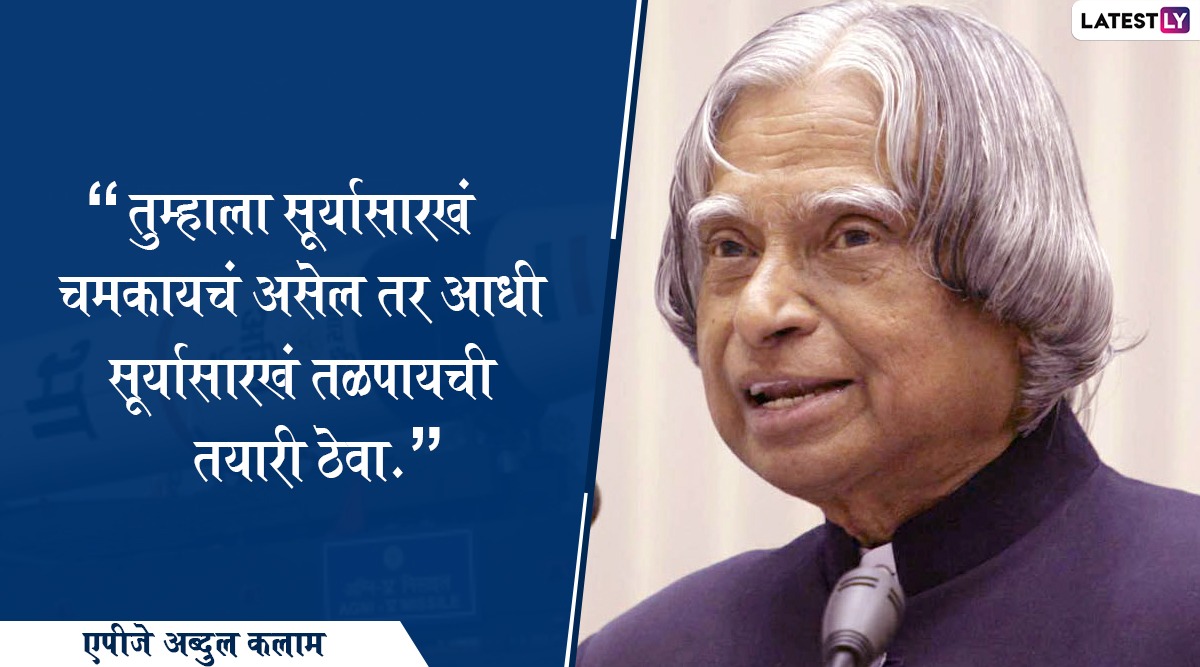 LATESTLY
“ तुम्हाला सूर्यासारखं
चमकायचं असेल तर आधी
सूर्यासारखं तळपायची
तयारी ठेवा.”
एपीजे अब्दुल कलाम